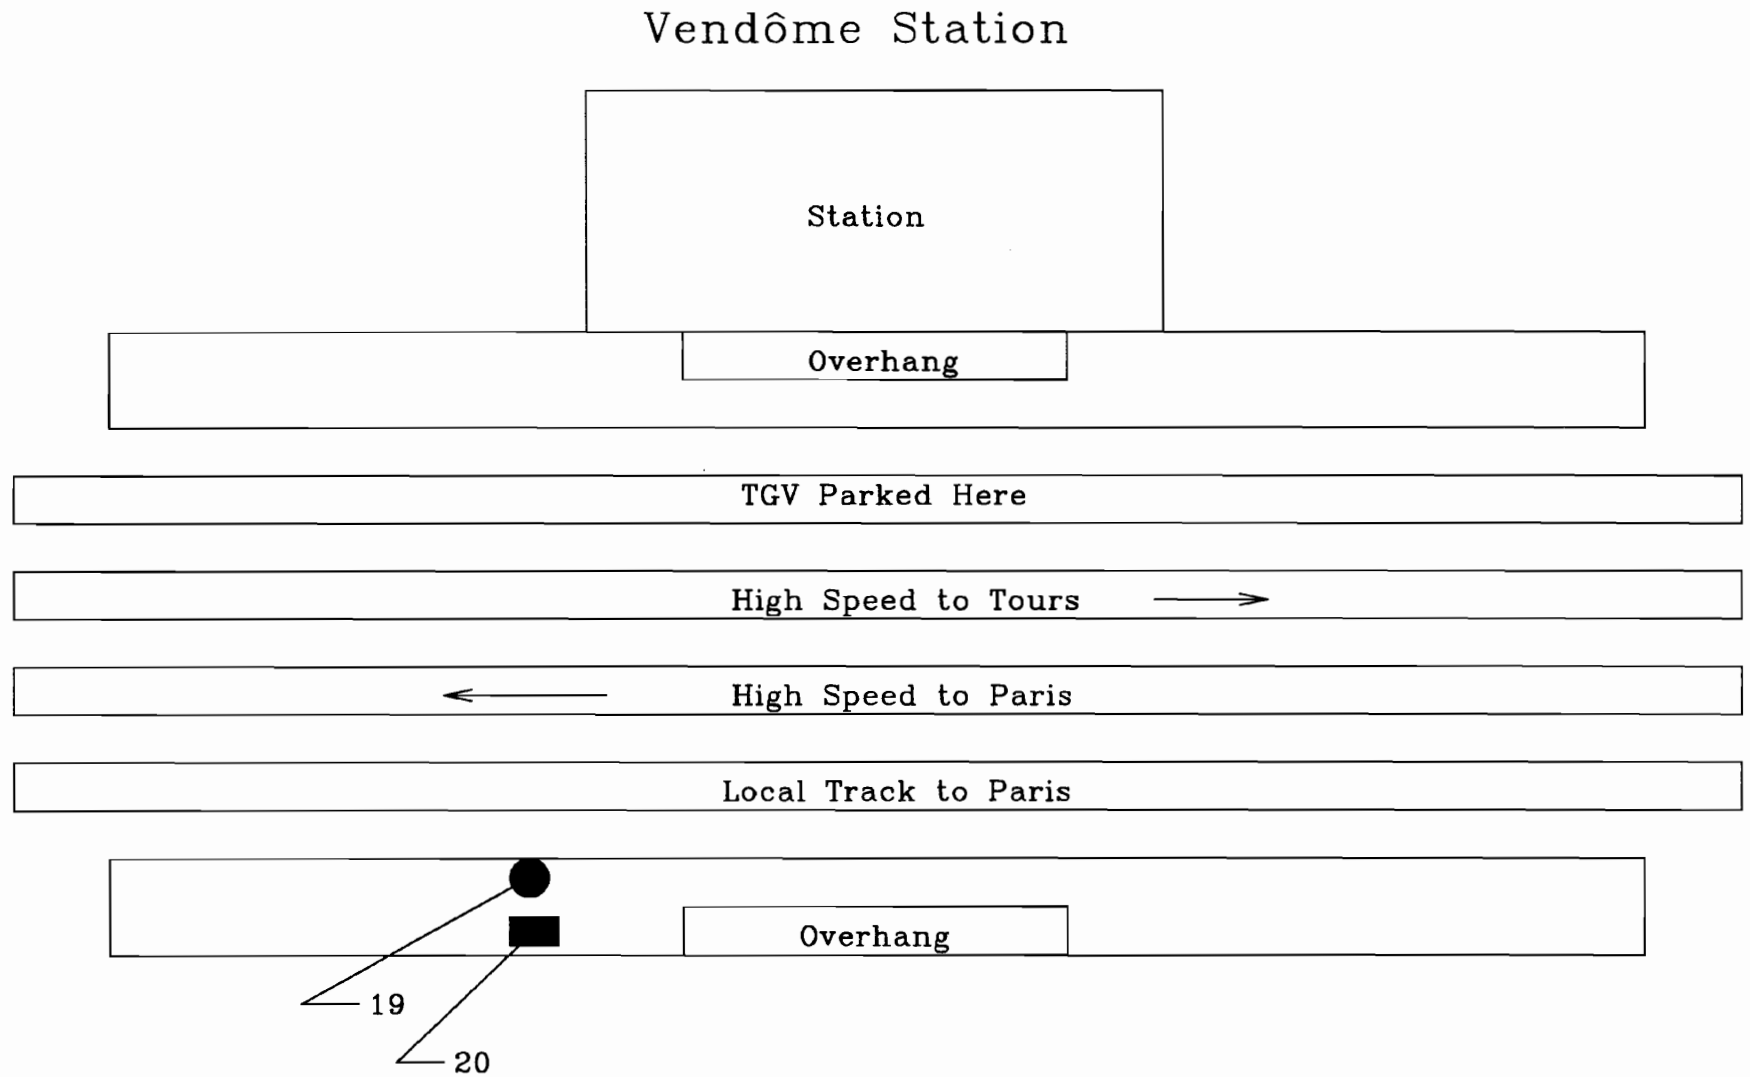 Vendôme Station
Station
Overhang
TGV Parked Here
High Speed to Tours
High Speed to Paris
Local Track to Paris
Overhang
19
20